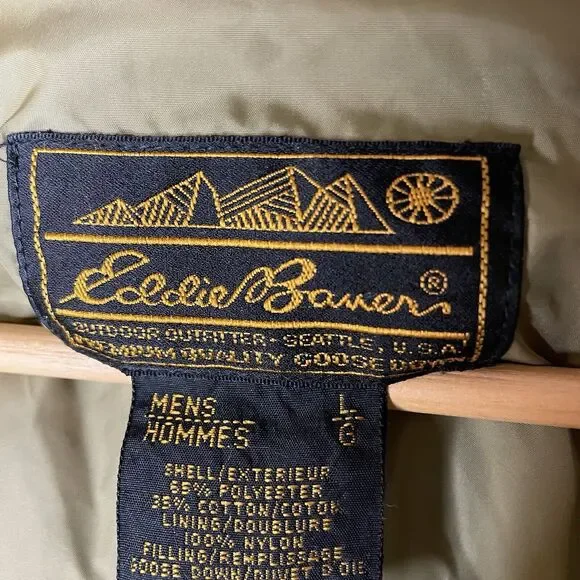 Eddie Bauer ®
OUTDOOR OUTFITTER - SEATTLE, U.S.A.
PREMIUM QUALITY GOOSE DOWN
MENS L
HOMMES G
SHELL/EXTERIEUR
65% POLYESTER
35% COTTON/COTON
LINING/DOUBLURE
100% NYLON
FILLING/REMPLISSAGE
GOOSE DOWN/DUVET D'OIE